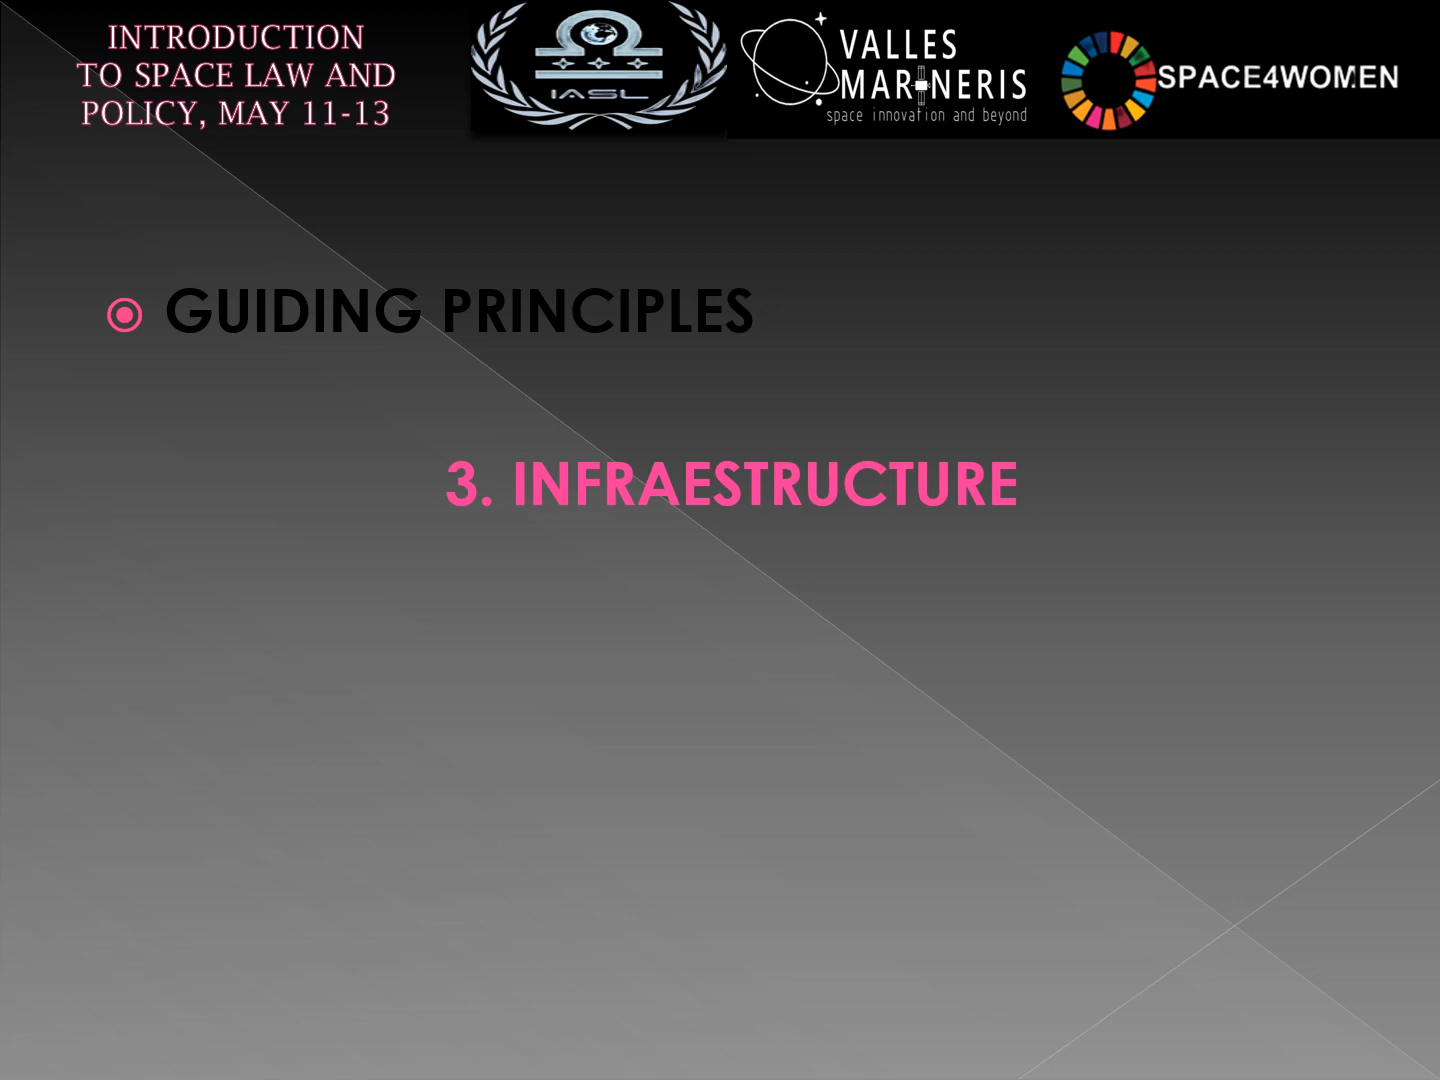 INTRODUCTION
TO SPACE LAW AND
POLICY, MAY 11-13
IASL
VALLES
MARINERIS
space innovation and beyond
SPACE4WOMEN
GUIDING PRINCIPLES
3. INFRAESTRUCTURE